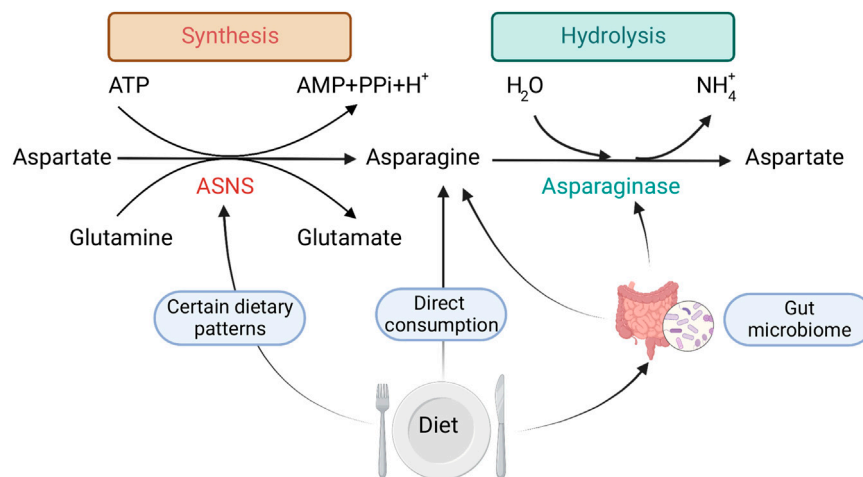 Synthesis
Hydrolysis
ATP
AMP+PPi+H⁺
H₂O
NH₄⁺
Aspartate
Asparagine
Aspartate
ASNS
Asparaginase
Glutamine
Glutamate
Certain dietary
patterns
Direct
consumption
Gut
microbiome
Diet